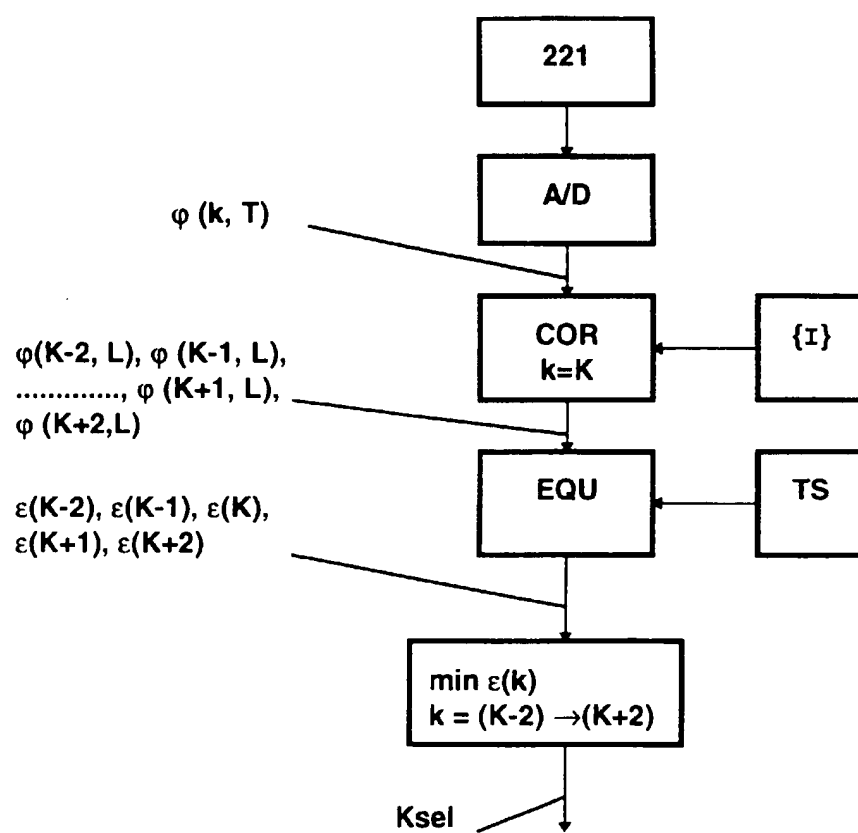 221
A/D
φ (k, T)
COR
k=K
{I}
φ(K-2, L), φ (K-1, L),
.............., φ (K+1, L),
φ (K+2,L)
EQU
TS
ε(K-2), ε(K-1), ε(K),
ε(K+1), ε(K+2)
min ε(k)
k = (K-2) →(K+2)
Ksel